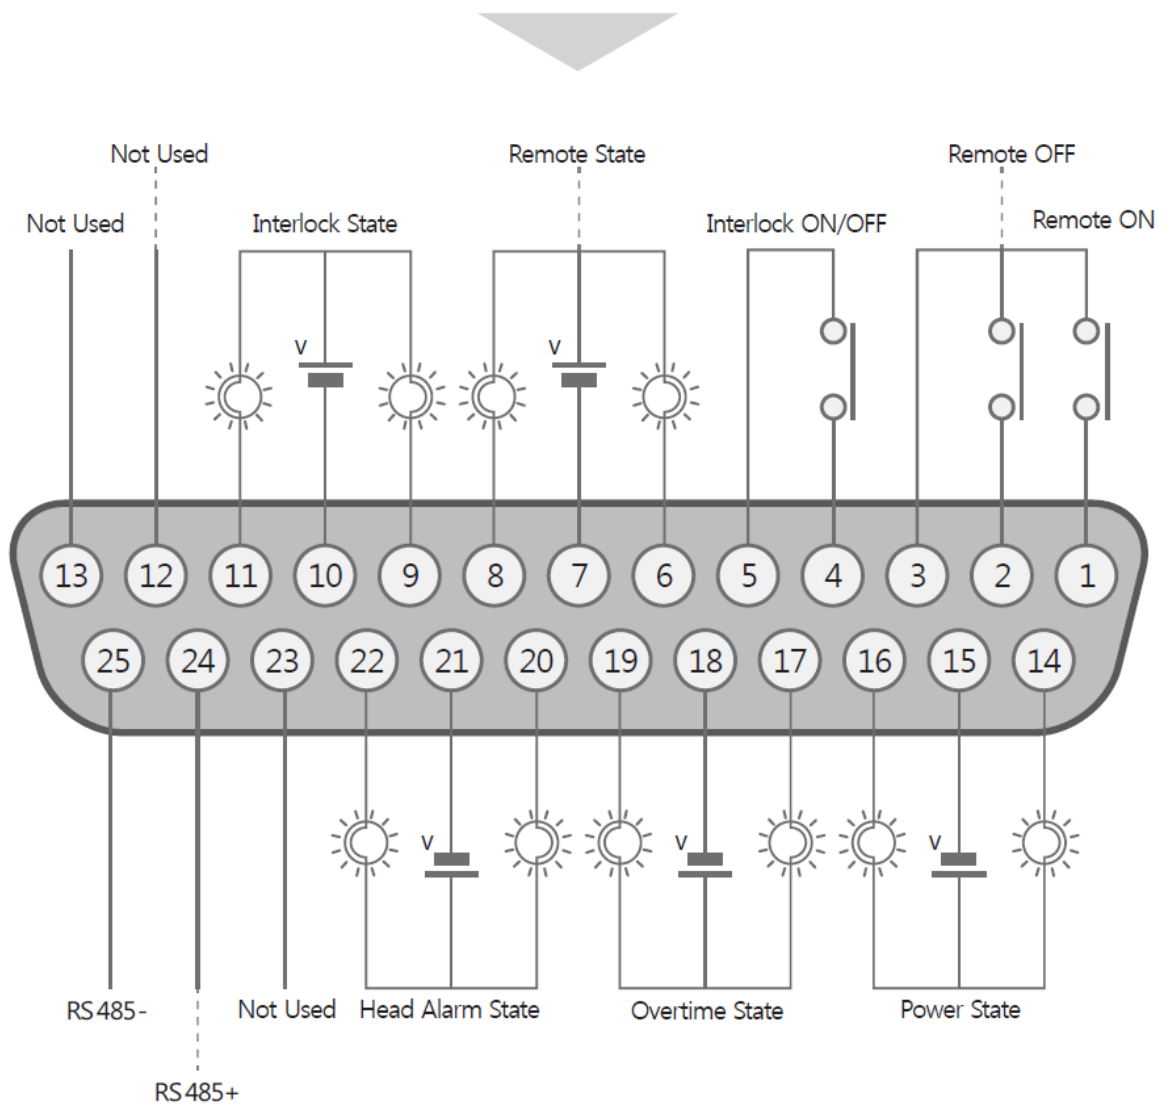 Not Used
Remote State
Remote OFF
Not Used
Interlock State
Interlock ON/OFF
Remote ON
V
V
13
12
11
10
9
8
7
6
5
4
3
2
1
25
24
23
22
21
20
19
18
17
16
15
14
V
V
V
RS485-
Not Used
Head Alarm State
Overtime State
Power State
RS485+